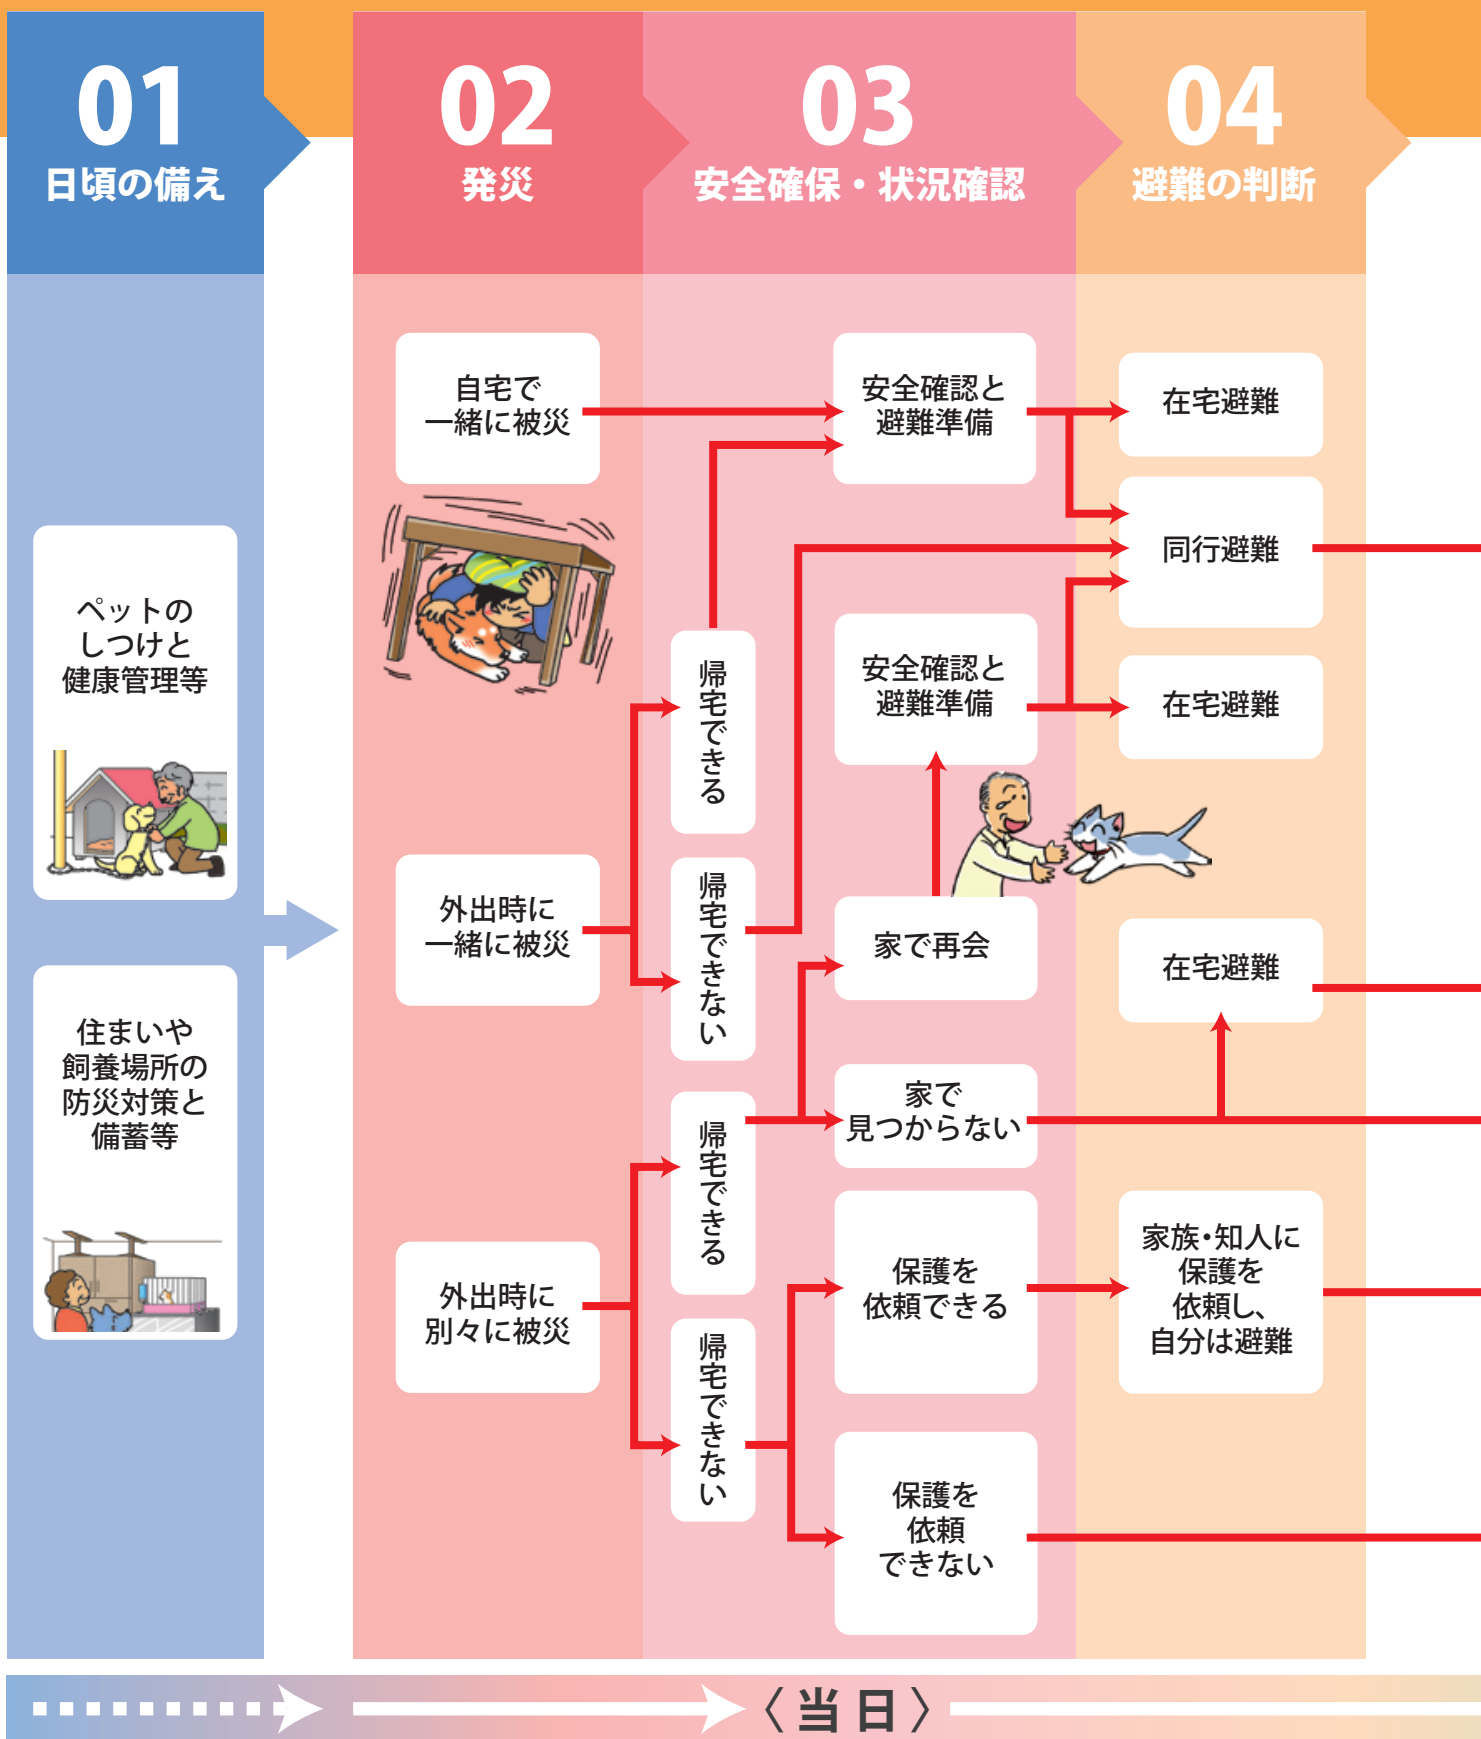 01
日頃の備え
02
発災
03
安全確保・状況確認
04
避難の判断
ペットの
しつけと
健康管理等
住まいや
飼養場所の
防災対策と
備蓄等
自宅で
一緒に被災
外出時に
一緒に被災
外出時に
別々に被災
帰宅できる
帰宅できない
帰宅できる
帰宅できない
安全確認と
避難準備
安全確認と
避難準備
家で再会
家で
見つからない
保護を
依頼できる
保護を
依頼
できない
在宅避難
同行避難
在宅避難
在宅避難
家族・知人に
保護を
依頼し、
自分は避難
〈当日〉